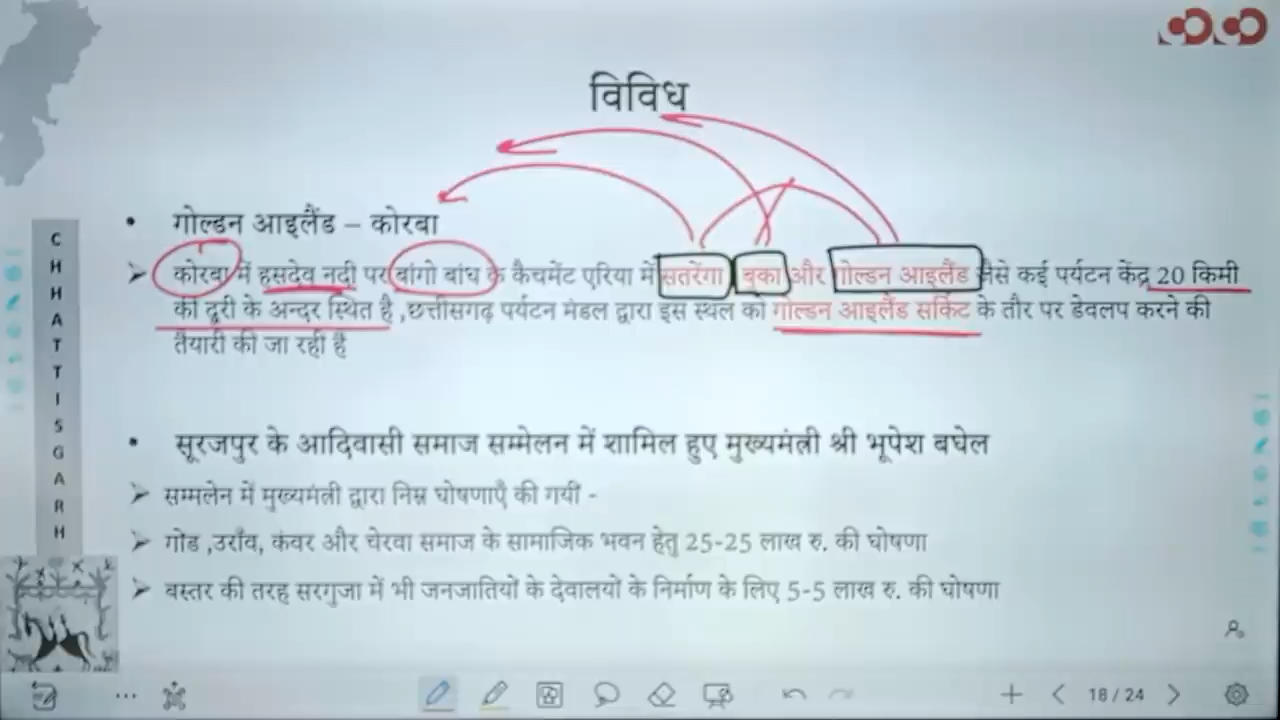 विविध
• गोल्डन आइलैंड – कोरबा
➢ कोरबा में हसदेव नदी पर बांगो बांध के कैचमेंट एरिया में सतरेंगा बुका और गोल्डन आइलैंड जैसे कई पर्यटन केंद्र 20 किमी
की दूरी के अन्दर स्थित है ,छत्तीसगढ़ पर्यटन मंडल द्वारा इस स्थल को गोल्डन आइलैंड सर्किट के तौर पर डेवलप करने की
तैयारी की जा रही है
• सूरजपुर के आदिवासी समाज सम्मेलन में शामिल हुए मुख्यमंत्री श्री भूपेश बघेल
➢ सम्मलेन में मुख्यमंत्री द्वारा निम्न घोषणाएँ की गयीं -
➢ गोंड ,उराँव, कंवर और चेरवा समाज के सामाजिक भवन हेतु 25-25 लाख रु. की घोषणा
➢ बस्तर की तरह सरगुजा में भी जनजातियों के देवालयों के निर्माण के लिए 5-5 लाख रु. की घोषणा
CHHATTISGARH
18 / 24